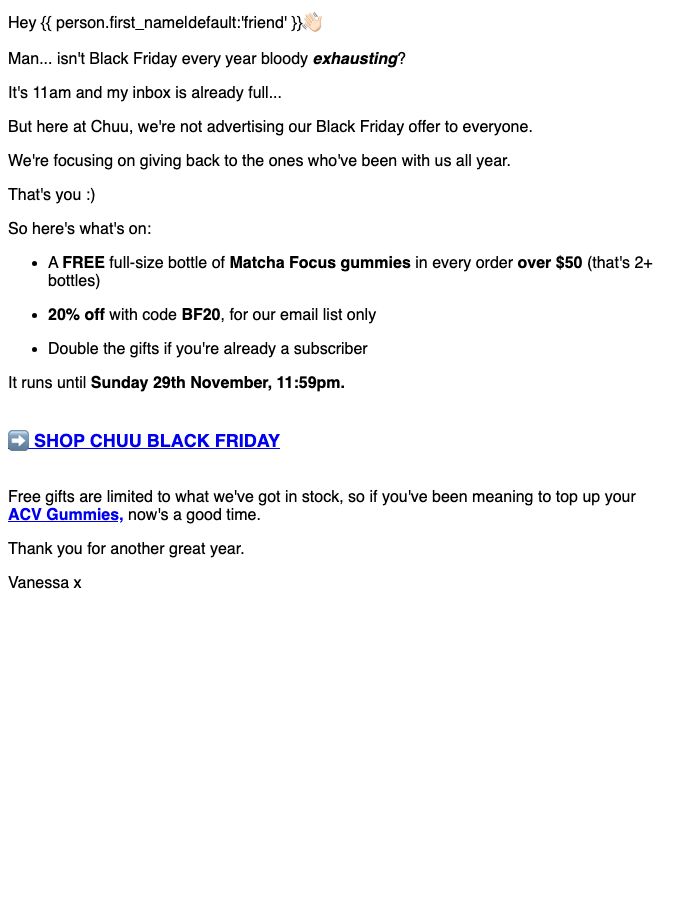 Hey {{ person.first_name|default:'friend' }}👋🏻
Man... isn't Black Friday every year bloody exhausting?
It's 11am and my inbox is already full...
But here at Chuu, we're not advertising our Black Friday offer to everyone.
We're focusing on giving back to the ones who've been with us all year.
That's you :)
So here's what's on:
• A FREE full-size bottle of Matcha Focus gummies in every order over $50 (that's 2+
bottles)
• 20% off with code BF20, for our email list only
• Double the gifts if you're already a subscriber
It runs until Sunday 29th November, 11:59pm.
➡️ SHOP CHUU BLACK FRIDAY
Free gifts are limited to what we've got in stock, so if you've been meaning to top up your
ACV Gummies, now's a good time.
Thank you for another great year.
Vanessa x